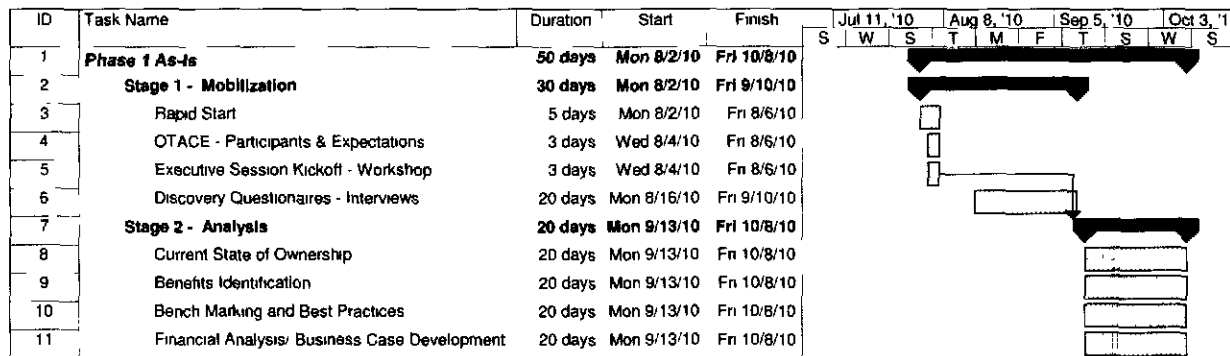 ID Task Name Duration Start Finish Jul 11, '10 Aug 8, '10 Sep 5, '10 Oct 3, '1
S W S T M F T S W S
1 Phase 1 As-Is 50 days Mon 8/2/10 Fri 10/8/10
2 Stage 1 - Mobilization 30 days Mon 8/2/10 Fri 9/10/10
3 Rapid Start 5 days Mon 8/2/10 Fri 8/6/10
4 OTACE - Participants & Expectations 3 days Wed 8/4/10 Fri 8/6/10
5 Executive Session Kickoff - Workshop 3 days Wed 8/4/10 Fri 8/6/10
6 Discovery Questionaires - Interviews 20 days Mon 8/16/10 Fri 9/10/10
7 Stage 2 - Analysis 20 days Mon 9/13/10 Fri 10/8/10
8 Current State of Ownership 20 days Mon 9/13/10 Fri 10/8/10
9 Benefits Identification 20 days Mon 9/13/10 Fri 10/8/10
10 Bench Marking and Best Practices 20 days Mon 9/13/10 Fri 10/8/10
11 Financial Analysis/ Business Case Development 20 days Mon 9/13/10 Fri 10/8/10